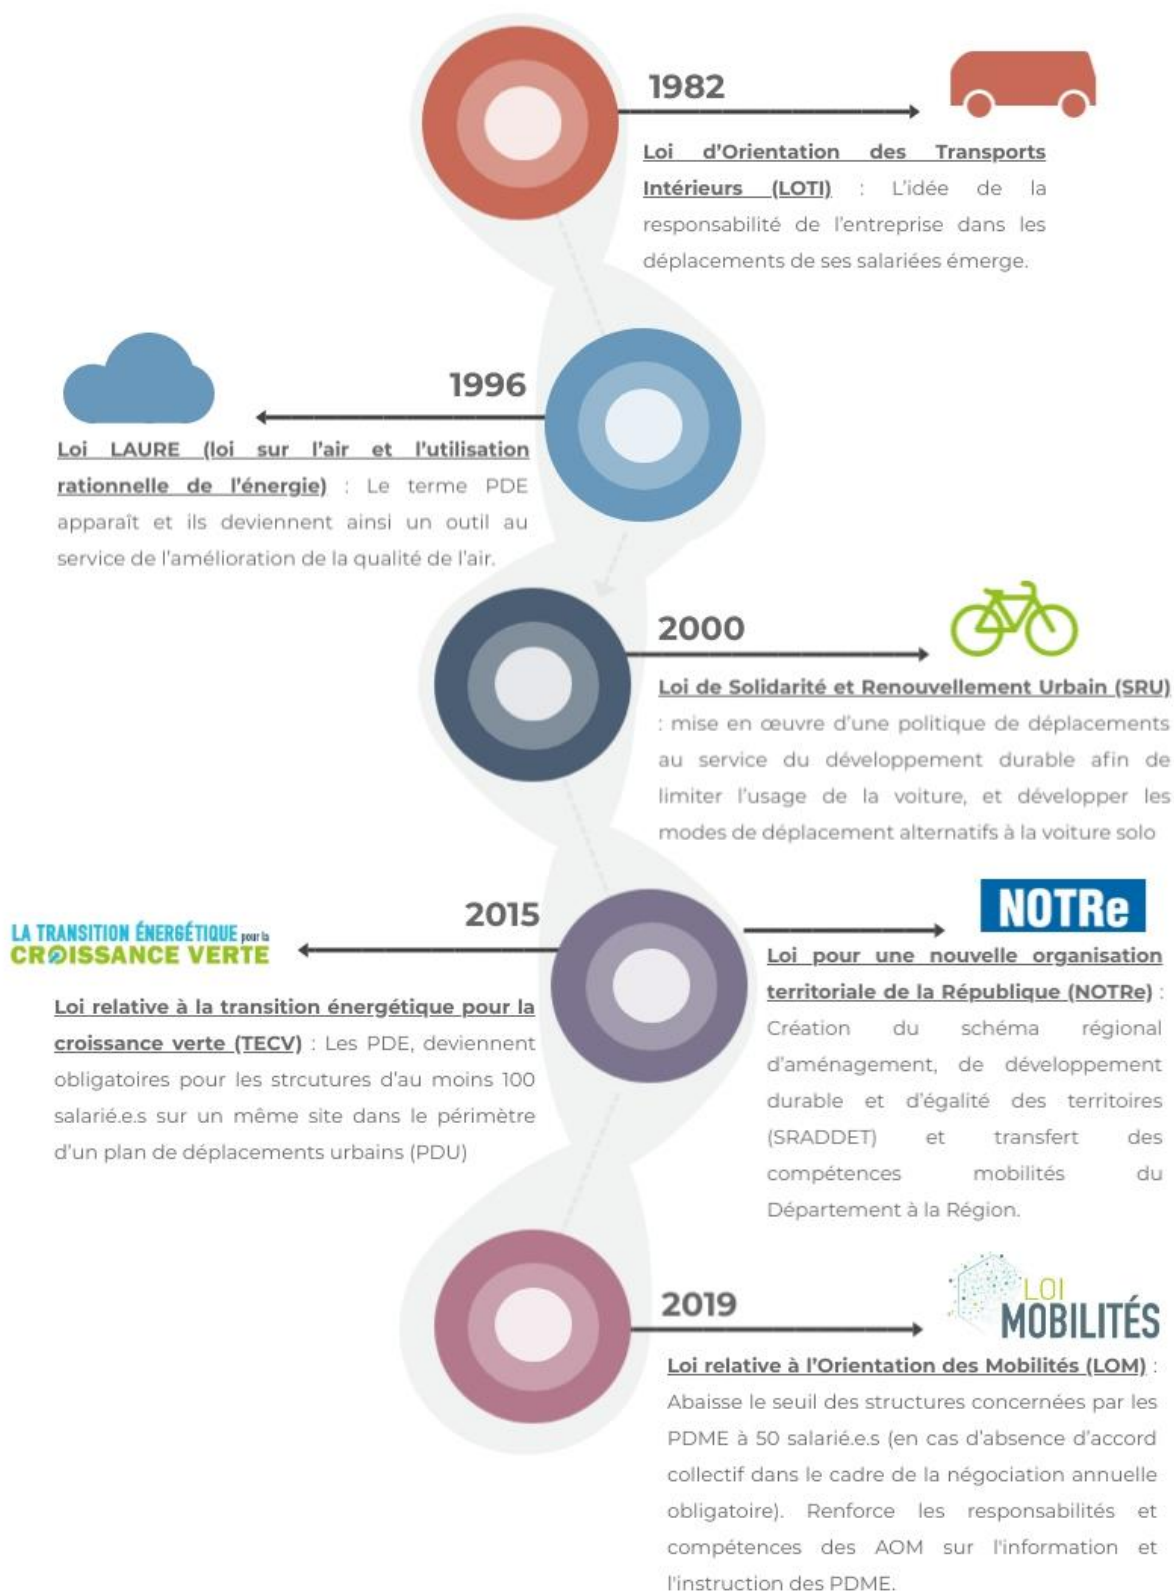 1982
Loi d'Orientation des Transports
Intérieurs (LOTI) : L'idée de la
responsabilité de l'entreprise dans les
déplacements de ses salariées émerge.
1996
Loi LAURE (loi sur l'air et l'utilisation
rationnelle de l'énergie) : Le terme PDE
apparaît et ils deviennent ainsi un outil au
service de l'amélioration de la qualité de l'air.
2000
Loi de Solidarité et Renouvellement Urbain (SRU)
: mise en œuvre d'une politique de déplacements
au service du développement durable afin de
limiter l'usage de la voiture, et développer les
modes de déplacement alternatifs à la voiture solo
2015
LA TRANSITION ÉNERGÉTIQUE pour la
CROISSANCE VERTE
Loi relative à la transition énergétique pour la
croissance verte (TECV) : Les PDE, deviennent
obligatoires pour les strcutures d'au moins 100
salarié.e.s sur un même site dans le périmètre
d'un plan de déplacements urbains (PDU)
NOTRe
Loi pour une nouvelle organisation
territoriale de la République (NOTRe) :
Création du schéma régional
d'aménagement, de développement
durable et d'égalité des territoires
(SRADDET) et transfert des
compétences mobilités du
Département à la Région.
2019
LOI
MOBILITÉS
Loi relative à l'Orientation des Mobilités (LOM) :
Abaisse le seuil des structures concernées par les
PDME à 50 salarié.e.s (en cas d'absence d'accord
collectif dans le cadre de la négociation annuelle
obligatoire). Renforce les responsabilités et
compétences des AOM sur l'information et
l'instruction des PDME.